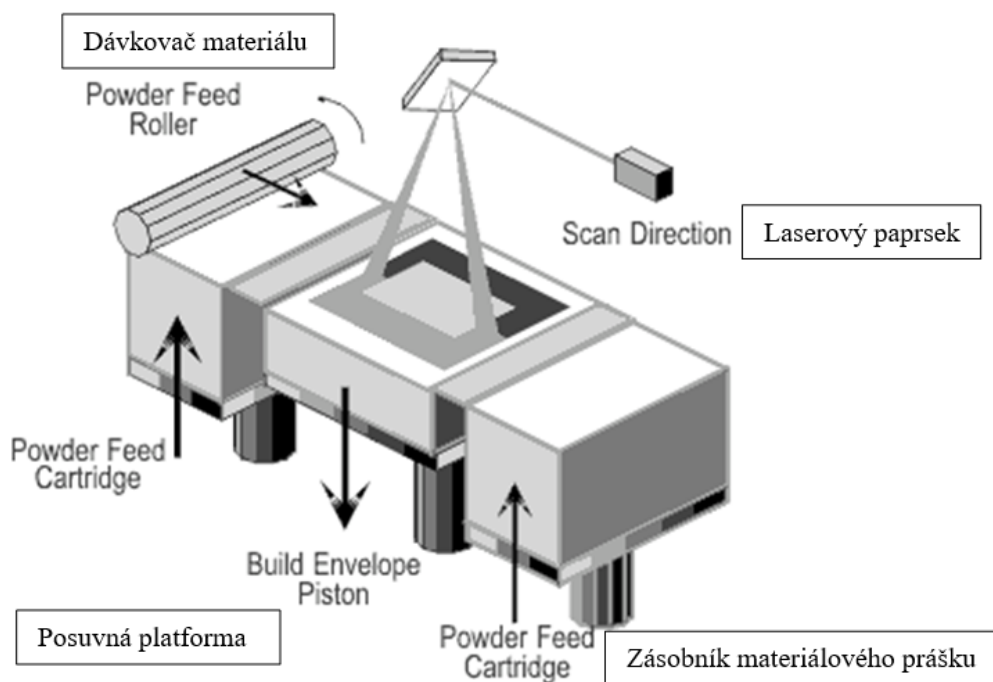 Dávkovač materiálu
Powder Feed
Roller
Scan Direction
Laserový paprsek
Powder Feed
Cartridge
Build Envelope
Piston
Posuvná platforma
Powder Feed
Cartridge
Zásobník materiálového prášku